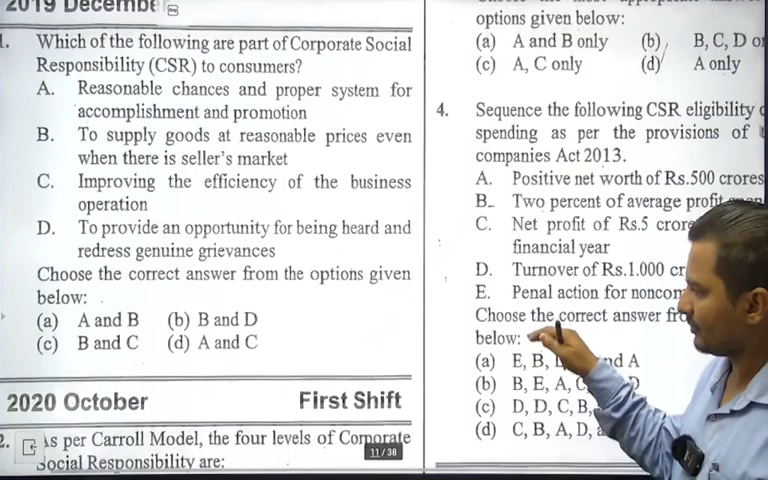 2019 December
1. Which of the following are part of Corporate Social
Responsibility (CSR) to consumers?
A. Reasonable chances and proper system for
accomplishment and promotion
B. To supply goods at reasonable prices even
when there is seller's market
C. Improving the efficiency of the business
operation
D. To provide an opportunity for being heard and
redress genuine grievances
Choose the correct answer from the options given
below:
(a) A and B (b) B and D
(c) B and C (d) A and C
2020 October First Shift
2. As per Carroll Model, the four levels of Corporate
Social Responsibility are:
11/38
options given below:
(a) A and B only (b) B, C, D
(c) A, C only (d) A only
4. Sequence the following CSR eligibility
spending as per the provisions of
companies Act 2013.
A. Positive net worth of Rs.500 crores
B. Two percent of average profit
C. Net profit of Rs.5 crore
financial year
D. Turnover of Rs.1.000 cr
E. Penal action for noncom
Choose the correct answer
below:
(a) E, B, and A
(b) B, E, A,
(c) D, D, C, B,
(d) C, B, A, D,